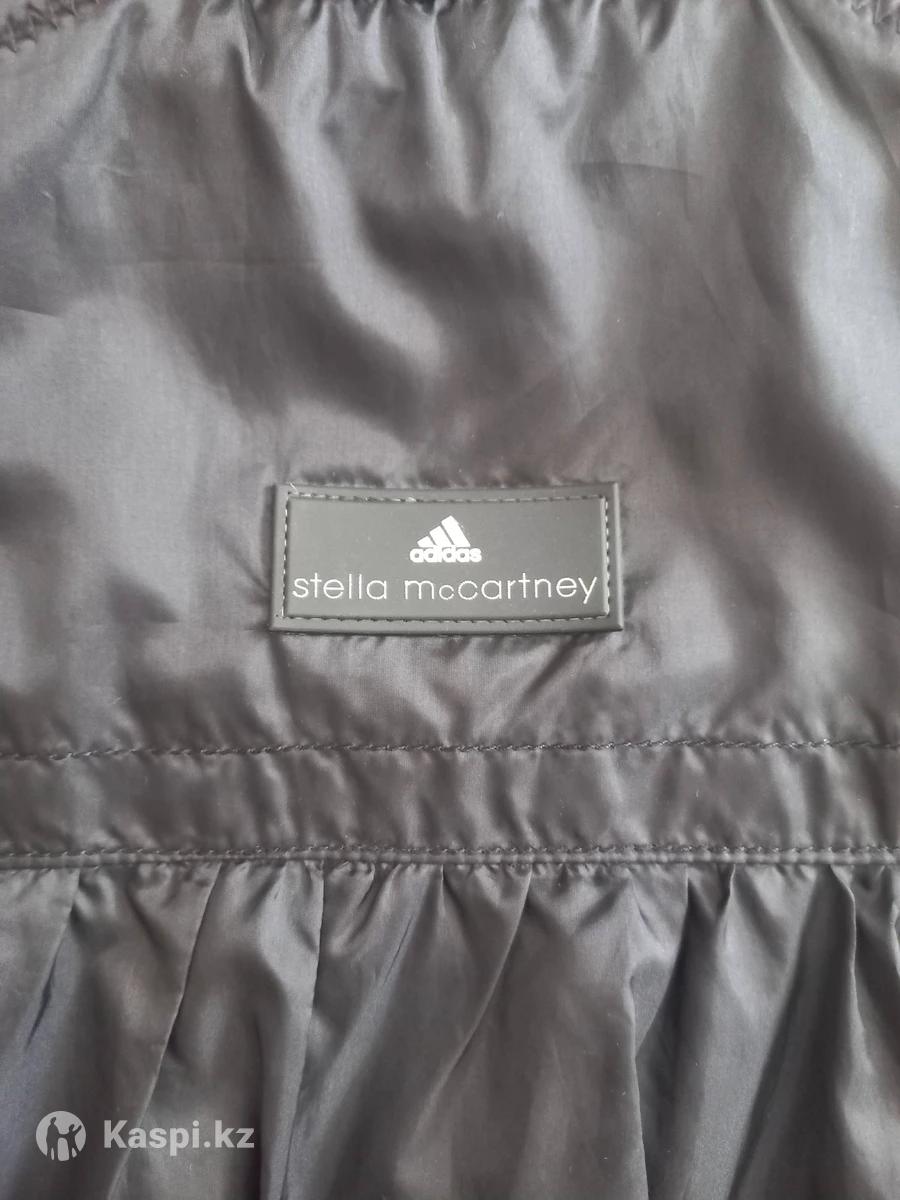 adidas
stella mcCartney
Kaspi.kz